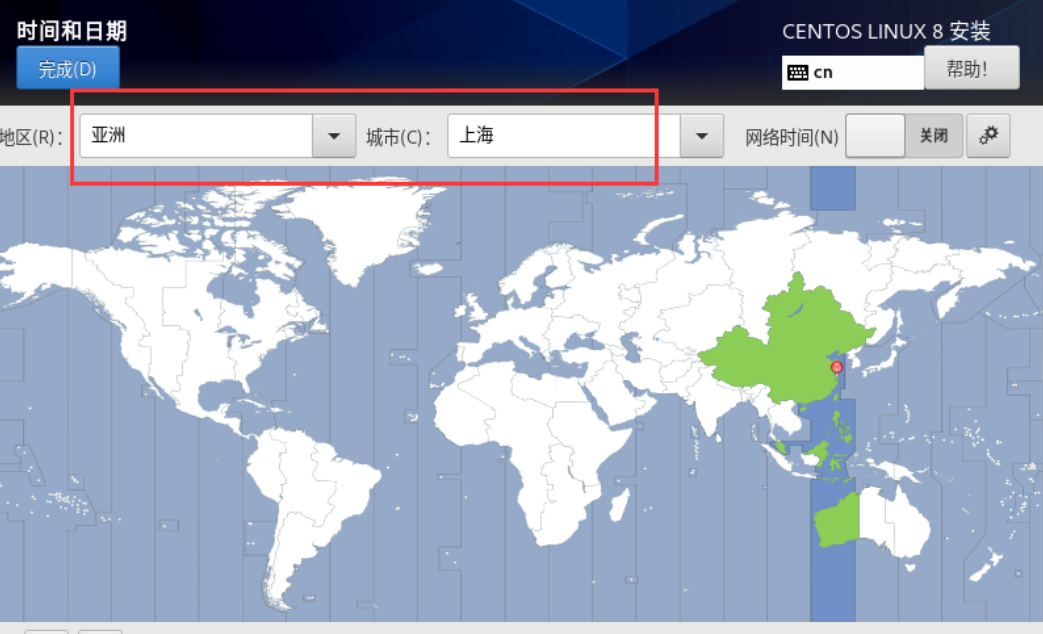 时间和日期
CENTOS LINUX 8 安装
完成(D)
cn
帮助!
地区(R):
亚洲
城市(C):
上海
网络时间(N)
关闭